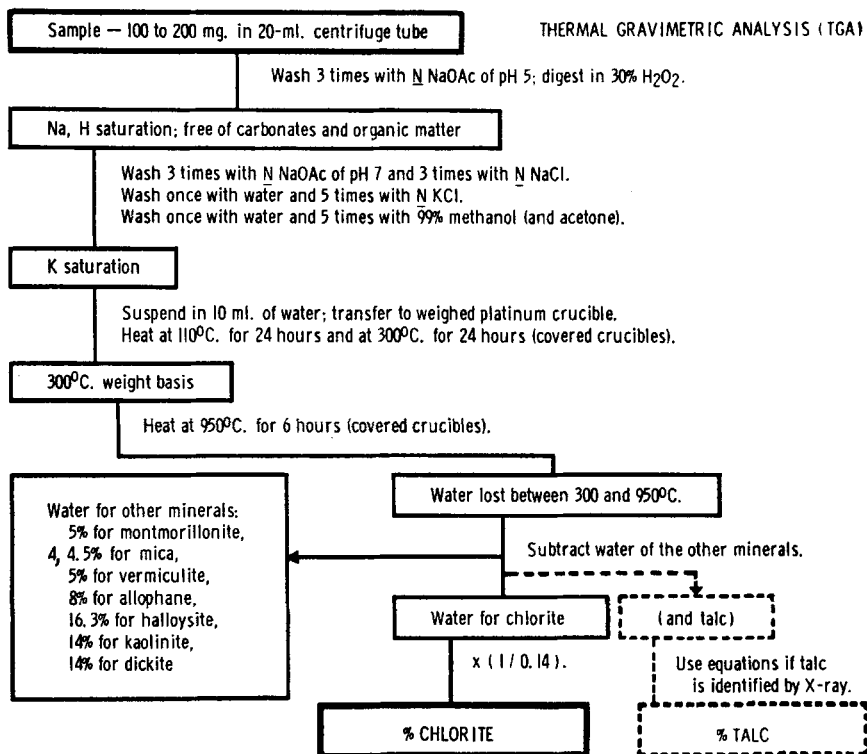 Sample — 100 to 200 mg. in 20-ml. centrifuge tube
THERMAL GRAVIMETRIC ANALYSIS (TGA)
Wash 3 times with N NaOAc of pH 5; digest in 30% H₂O₂.
Na, H saturation; free of carbonates and organic matter
Wash 3 times with N NaOAc of pH 7 and 3 times with N NaCl.
Wash once with water and 5 times with N KCl.
Wash once with water and 5 times with 99% methanol (and acetone).
K saturation
Suspend in 10 ml. of water; transfer to weighed platinum crucible.
Heat at 110ºC. for 24 hours and at 300ºC. for 24 hours (covered crucibles).
300ºC. weight basis
Heat at 950ºC. for 6 hours (covered crucibles).
Water lost between 300 and 950ºC.
Water for other minerals:
5% for montmorillonite,
4, 4.5% for mica,
5% for vermiculite,
8% for allophane,
16.3% for halloysite,
14% for kaolinite,
14% for dickite
Subtract water of the other minerals.
Water for chlorite
(and talc)
x (1/0.14).
Use equations if talc
is identified by X-ray.
% CHLORITE
% TALC